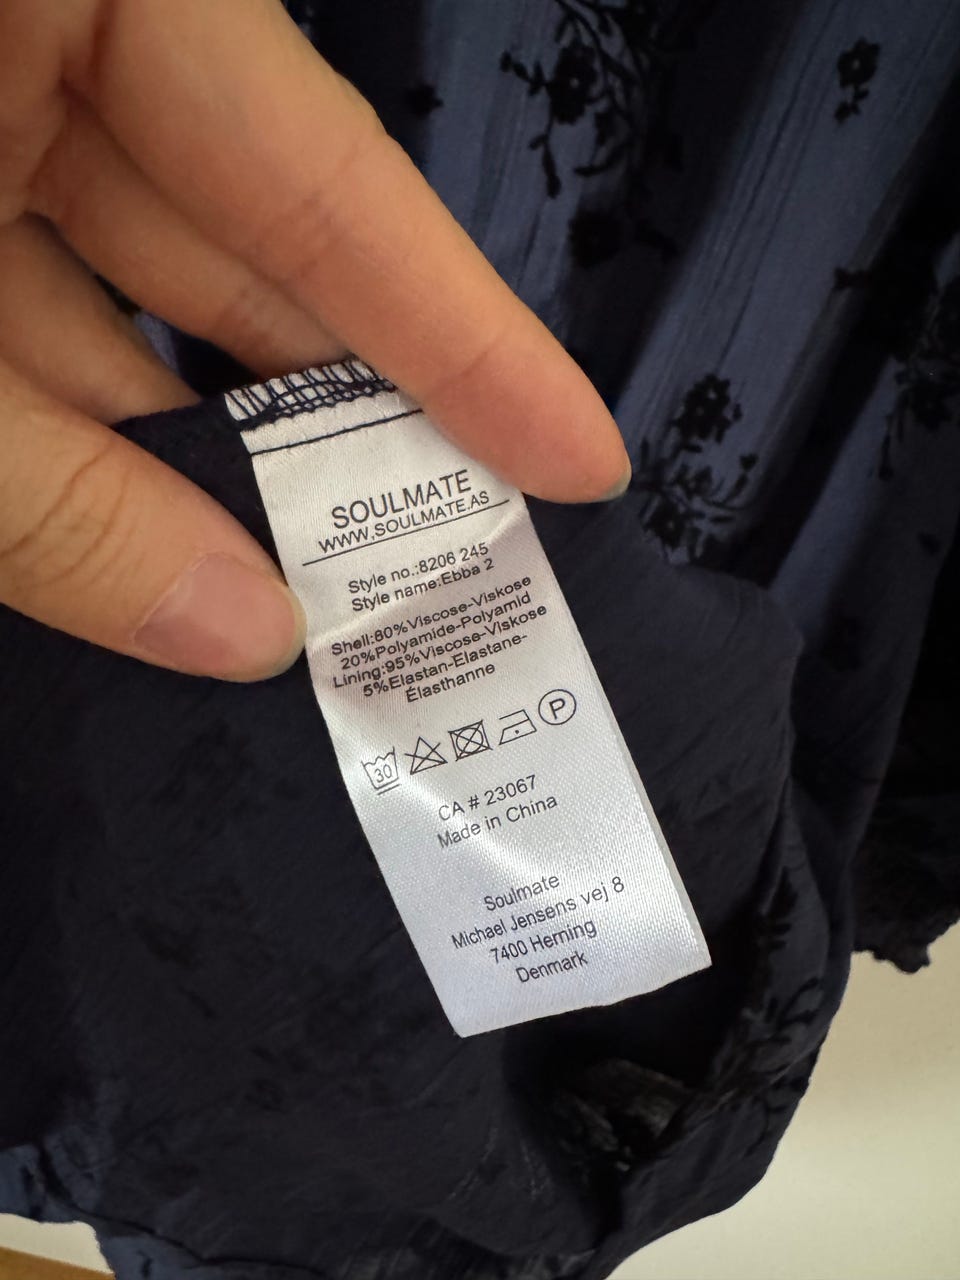 SOULMATE
WWW.SOULMATE.AS
Style no.:8206 245
Style name:Ebba 2
Shell:80%Viscose-Viskose
20%Polyamide-Polyamid
Lining:95%Viscose-Viskose
5%Elastan-Elastane-
Élasthanne
30 P
CA # 23067
Made in China
Soulmate
Michael Jensens vej 8
7400 Herning
Denmark